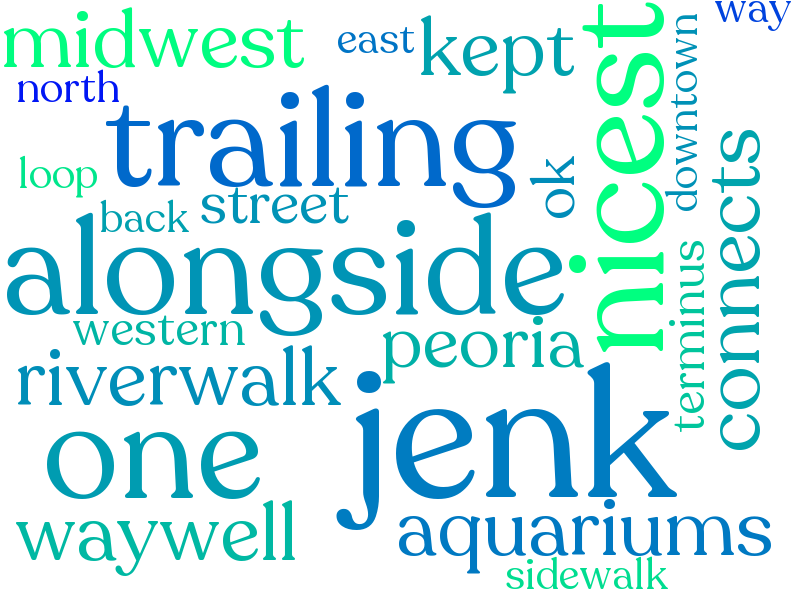 way
midwest
east
kept
nicest
downtown
north
trailing
connects
loop
ok
back
street
alongside
terminus
western
peoria
riverwalk
jenk
one
waywell
aquariums
sidewalk